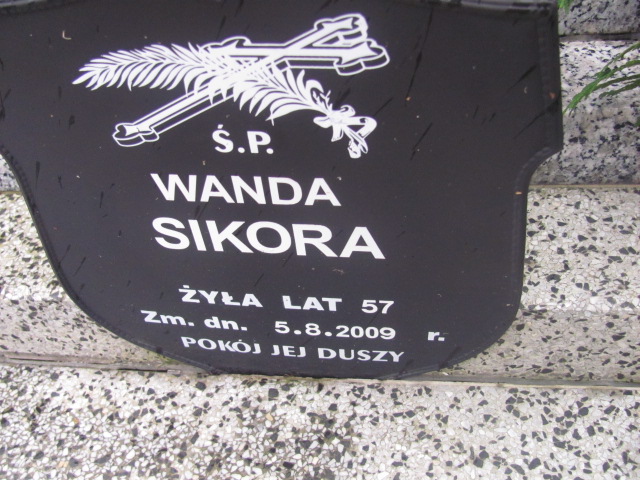 Ś.P.
WANDA
SIKORA
ŻYŁA LAT 57
Zm. dn. 5.8.2009 r.
POKÓJ JEJ DUSZY